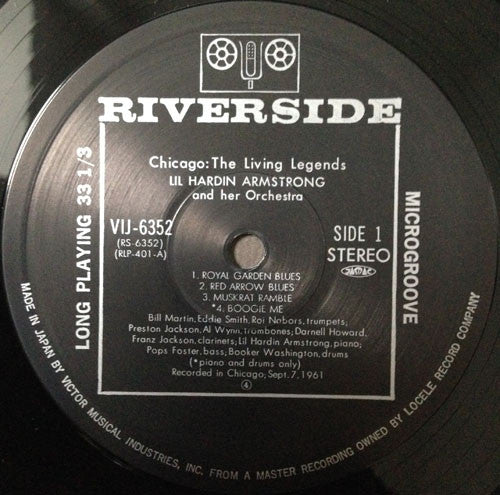 RIVERSIDE
Chicago: The Living Legends
LIL HARDIN ARMSTRONG
and her Orchestra
VIJ-6352
(RS-6352)
(RLP-401-A)
SIDE 1
STEREO
1. ROYAL GARDEN BLUES
2. RED ARROW BLUES
3. MUSKRAT RAMBLE
*4. BOOGIE ME
Bill Martin, Eddie Smith, Roi Nabors, trumpets;
Preston Jackson, Al Wynn, trombones; Darnell Howard,
Franz Jackson, clarinets; Lil Hardin Armstrong, piano;
Pops Foster, bass, Booker Washington, drums
(*piano and drums only)
Recorded in Chicago, Sept. 7, 1961
4
LONG PLAYING 33 1/3
MICROGROOVE
MADE IN JAPAN BY VICTOR MUSICAL INDUSTRIES, INC. FROM A MASTER RECORDING OWNED BY LOCELE RECORD COMPANY